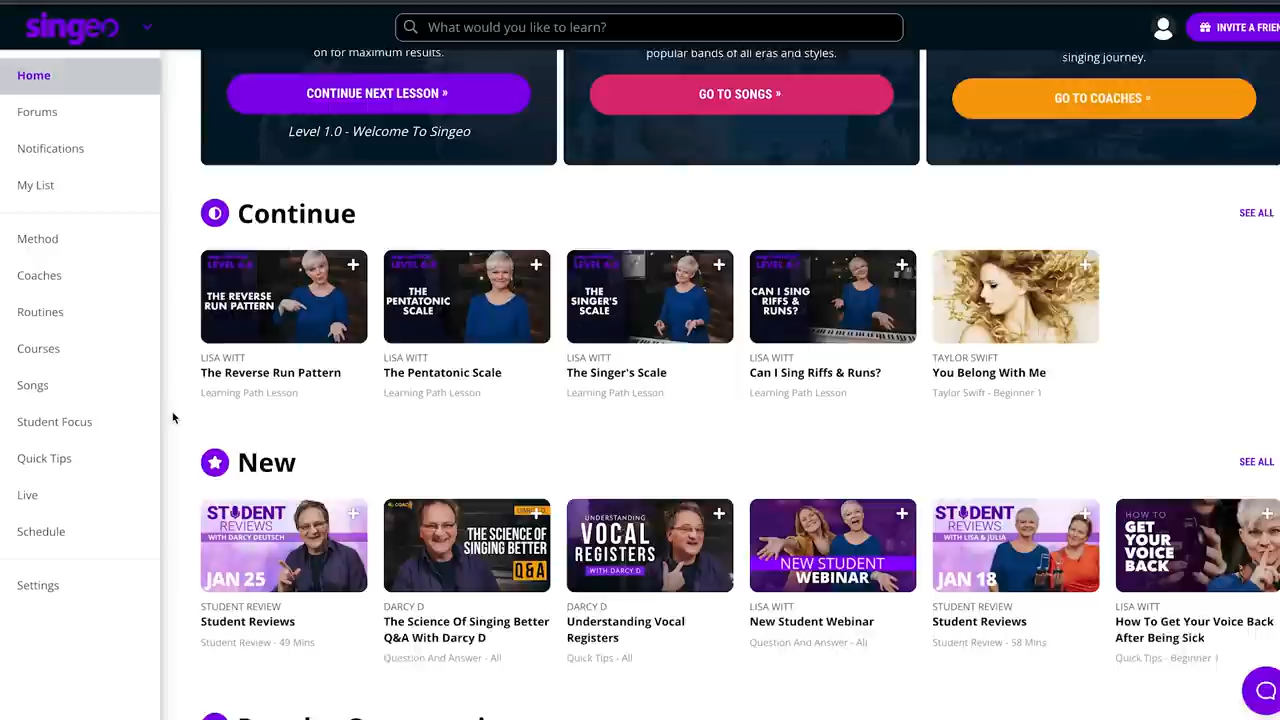 singeo
What would you like to learn?
INVITE A FRIEN
Home
Forums
Notifications
My List
Method
Coaches
Routines
Courses
Songs
Student Focus
Quick Tips
Live
Schedule
Settings
on for maximum results.
CONTINUE NEXT LESSON »
Level 1.0 - Welcome To Singeo
popular bands of all eras and styles.
GO TO SONGS »
singing journey.
GO TO COACHES »
Continue
SEE ALL
THE REVERSE
RUN PATTERN
LISA WITT
The Reverse Run Pattern
Learning Path Lesson
THE
PENTATONIC
SCALE
LISA WITT
The Pentatonic Scale
Learning Path Lesson
THE
SINGER'S
SCALE
LISA WITT
The Singer's Scale
Learning Path Lesson
CAN I SING
RIFFS &
RUNS?
LISA WITT
Can I Sing Riffs & Runs?
Learning Path Lesson
TAYLOR SWIFT
You Belong With Me
Taylor Swift - Beginner 1
New
SEE ALL
STUDENT
REVIEWS
WITH DARCY DEUTSCH
JAN 25
STUDENT REVIEW
Student Reviews
Student Review - 49 Mins
THE SCIENCE OF
SINGING BETTER
Q&A
DARCY D
The Science Of Singing Better
Q&A With Darcy D
Question And Answer - All
UNDERSTANDING
VOCAL
REGISTERS
WITH DARCY D
DARCY D
Understanding Vocal
Registers
Quick Tips - All
NEW STUDENT
WEBINAR
LISA WITT
New Student Webinar
Question And Answer - All
STUDENT
REVIEWS
WITH LISA & JULIA
JAN 18
STUDENT REVIEW
Student Reviews
Student Review - 58 Mins
HOW TO
GET
YOUR
VOICE
BACK
LISA WITT
How To Get Your Voice Back
After Being Sick
Quick Tips - Beginner 1